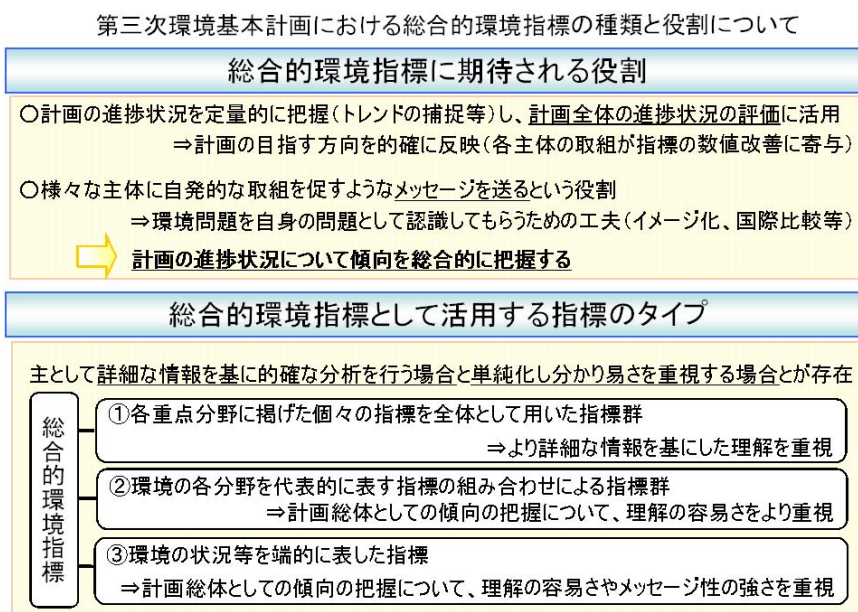 第三次環境基本計画における総合的環境指標の種類と役割について
総合的環境指標に期待される役割
○計画の進捗状況を定量的に把握(トレンドの捕捉等)し、計画全体の進捗状況の評価に活用
⇒計画の目指す方向を的確に反映(各主体の取組が指標の数値改善に寄与)
○様々な主体に自発的な取組を促すようなメッセージを送るという役割
⇒環境問題を自身の問題として認識してもらうための工夫(イメージ化、国際比較等)
計画の進捗状況について傾向を総合的に把握する
総合的環境指標として活用する指標のタイプ
主として詳細な情報を基に的確な分析を行う場合と単純化し分かり易さを重視する場合とが存在
総合的環境指標
①各重点分野に掲げた個々の指標を全体として用いた指標群
⇒より詳細な情報を基にした理解を重視
②環境の各分野を代表的に表す指標の組み合わせによる指標群
⇒計画総体としての傾向の把握について、理解の容易さをより重視
③環境の状況等を端的に表した指標
⇒計画総体としての傾向の把握について、理解の容易さやメッセージ性の強さを重視